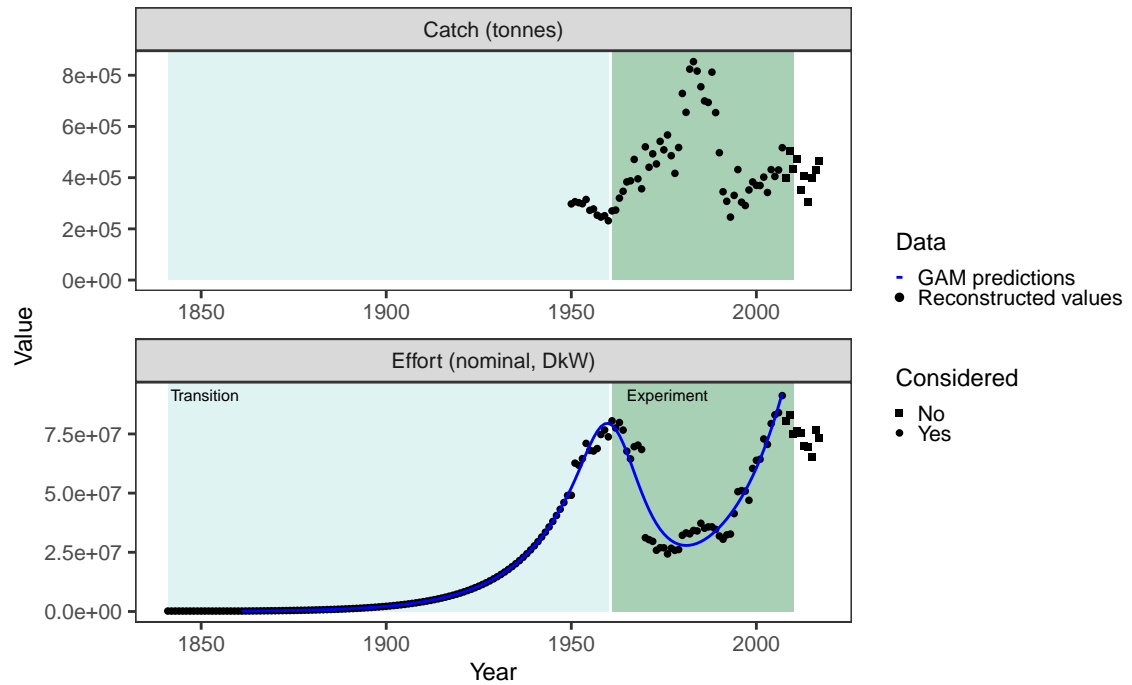 Catch (tonnes)
8e+05
6e+05
4e+05
2e+05
0e+00
1850 1900 1950 2000
Value
Effort (nominal, DkW)
Transition Experiment
7.5e+07
5.0e+07
2.5e+07
0.0e+00
1850 1900 1950 2000
Year
Data
GAM predictions
Reconstructed values
Considered
No
Yes